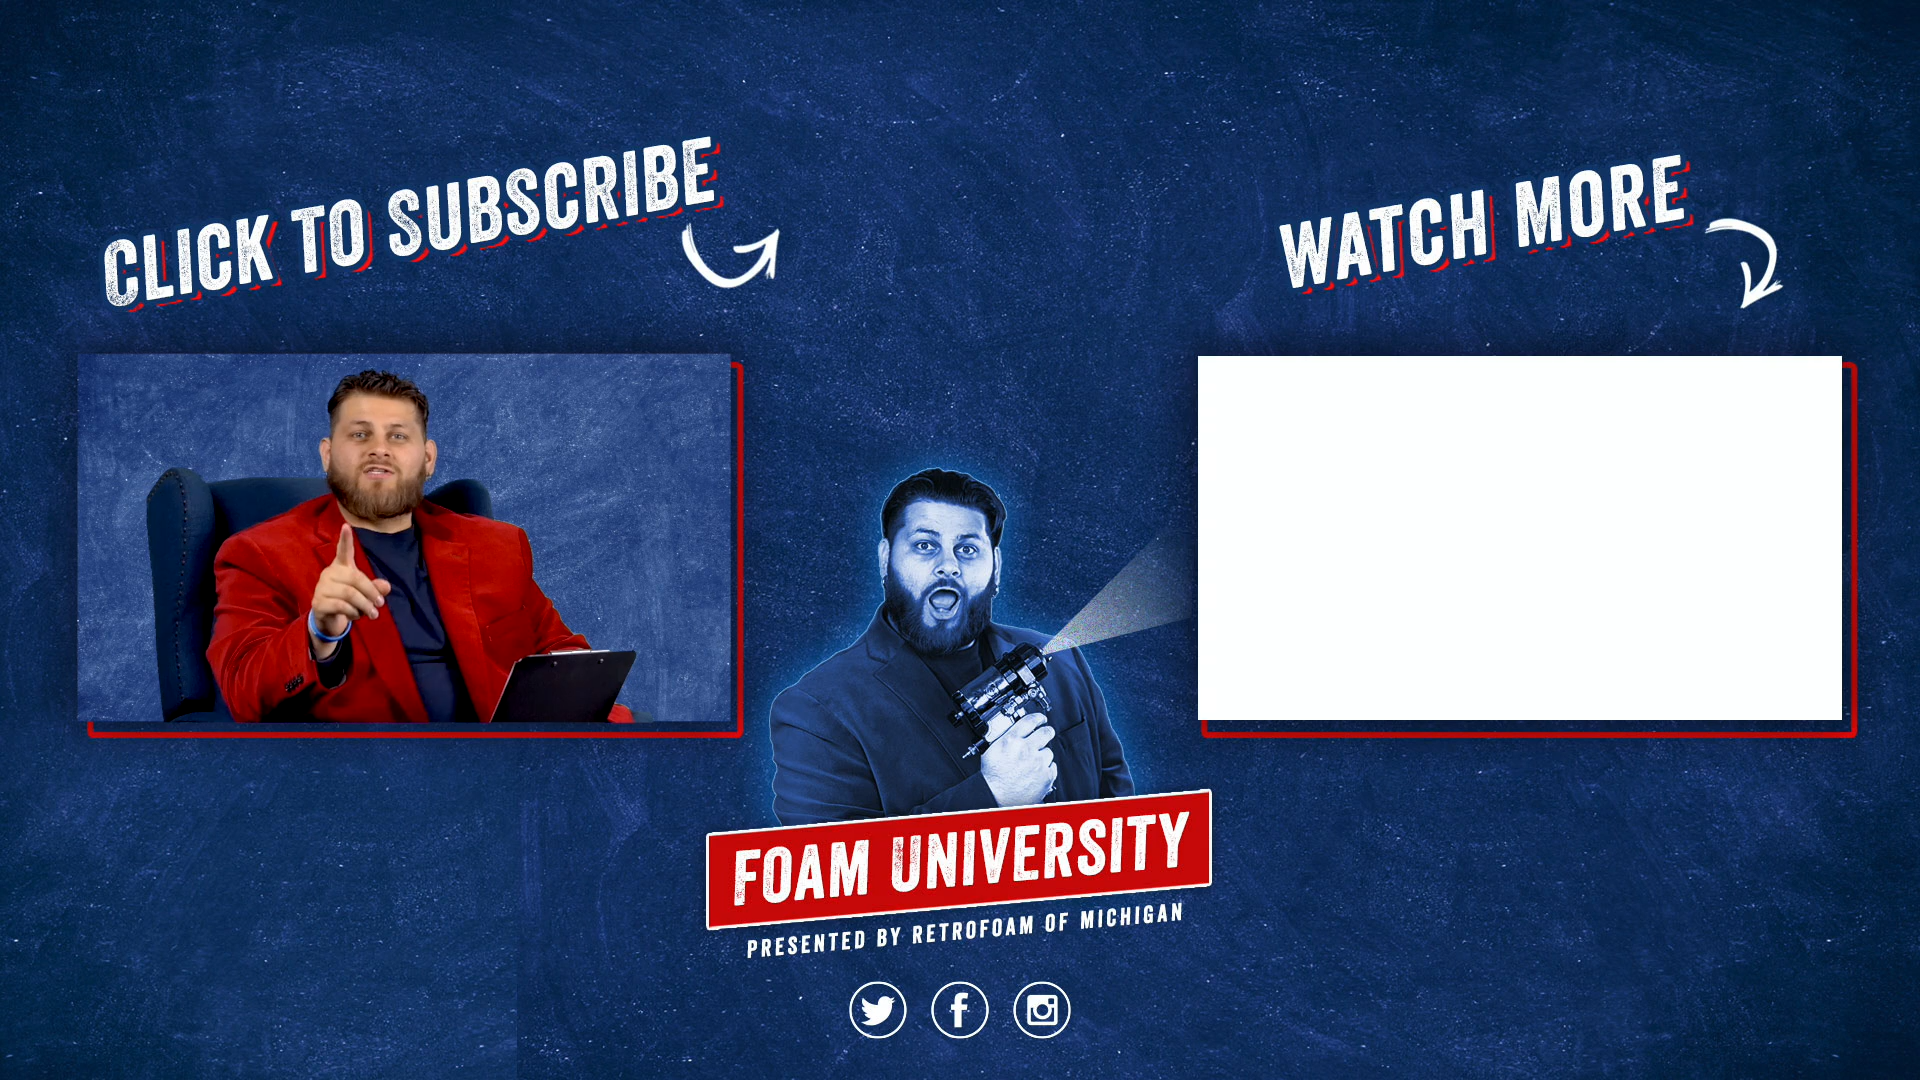 CLICK TO SUBSCRIBE
WATCH MORE
FOAM UNIVERSITY
PRESENTED BY RETROFOAM OF MICHIGAN